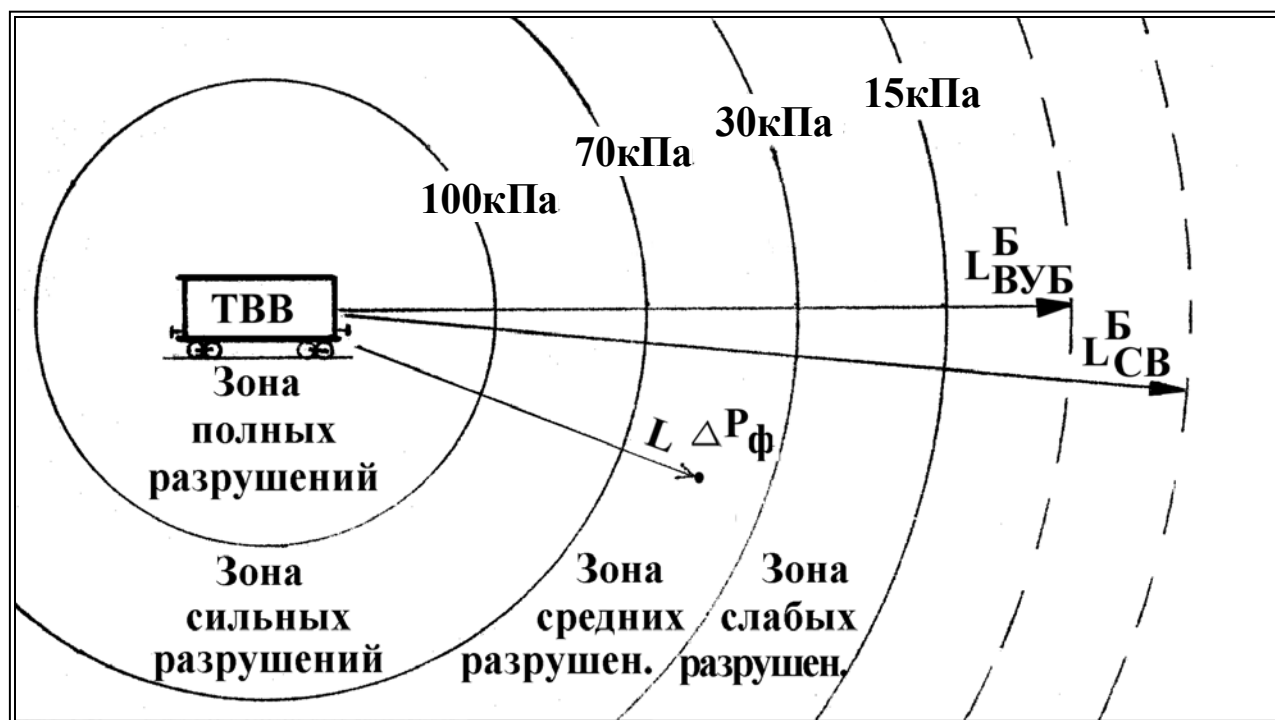 15кПа
30кПа
70кПа
100кПа
L Б ВУБ
ТВВ
L Б СВ
Зона
полных
разрушений
L △Рф
Зона
сильных
разрушений
Зона
средних
разрушен.
Зона
слабых
разрушен.